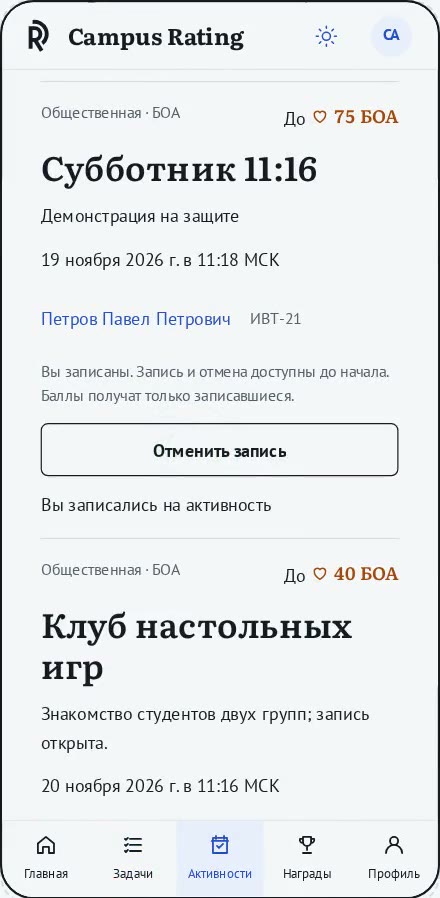 Campus Rating
СА
Общественная · БОА
До ♡ 75 БОА
Субботник 11:16
Демонстрация на защите
19 ноября 2026 г. в 11:18 МСК
Петров Павел Петрович ИВТ-21
Вы записаны. Запись и отмена доступны до начала.
Баллы получат только записавшиеся.
Отменить запись
Вы записались на активность
Общественная · БОА
До ♡ 40 БОА
Клуб настольных
игр
Знакомство студентов двух групп; запись
открыта.
20 ноября 2026 г. в 11:16 МСК
Главная
Задачи
Активности
Награды
Профиль